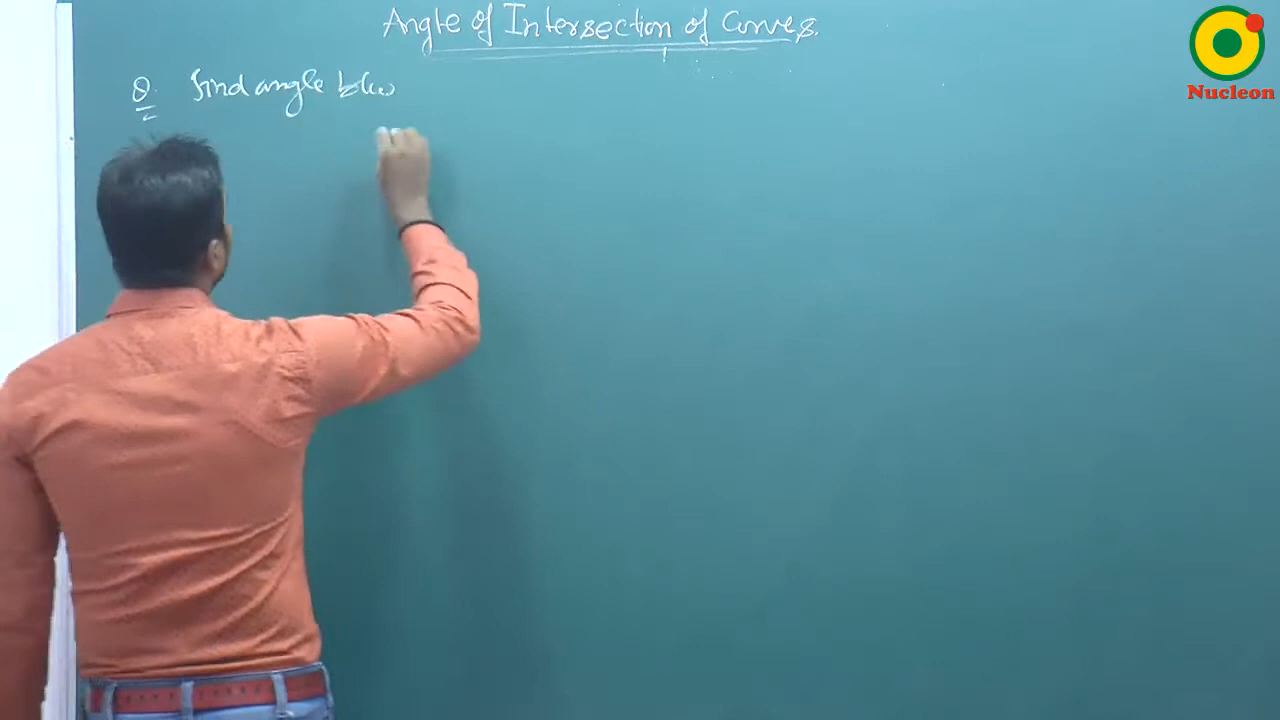 Angle of Intersection of Curves.
Q. find angle b/w
Nucleon